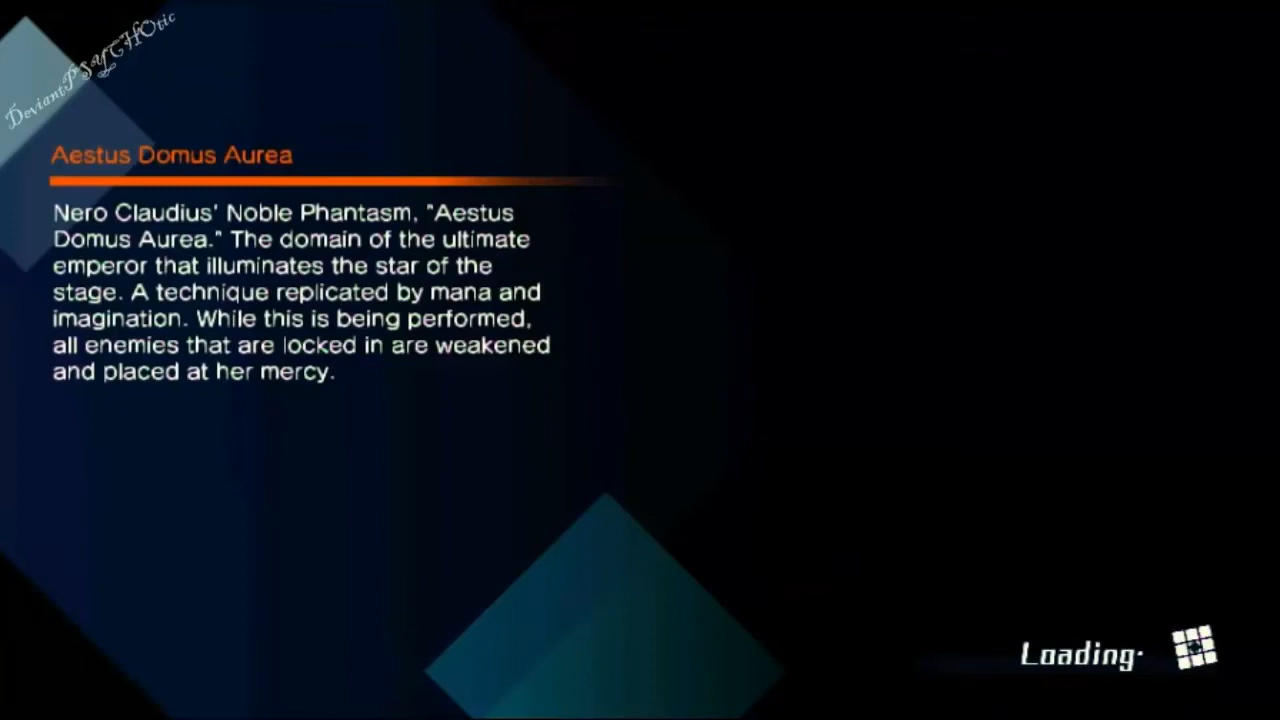 DeviantPSYCHOtic
Aestus Domus Aurea
Nero Claudius' Noble Phantasm, "Aestus
Domus Aurea." The domain of the ultimate
emperor that illuminates the star of the
stage. A technique replicated by mana and
imagination. While this is being performed,
all enemies that are locked in are weakened
and placed at her mercy.
Loading·